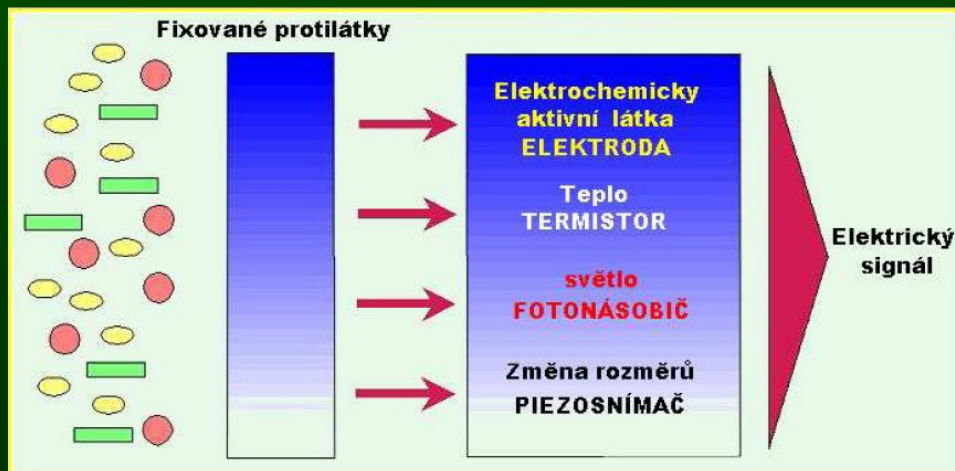 Fixované protilátky
Elektrochemicky
aktivní látka
ELEKTRODA
Teplo
TERMISTOR
světlo
FOTONÁSOBIČ
Změna rozměrů
PIEZOSNÍMAČ
Elektrický
signál